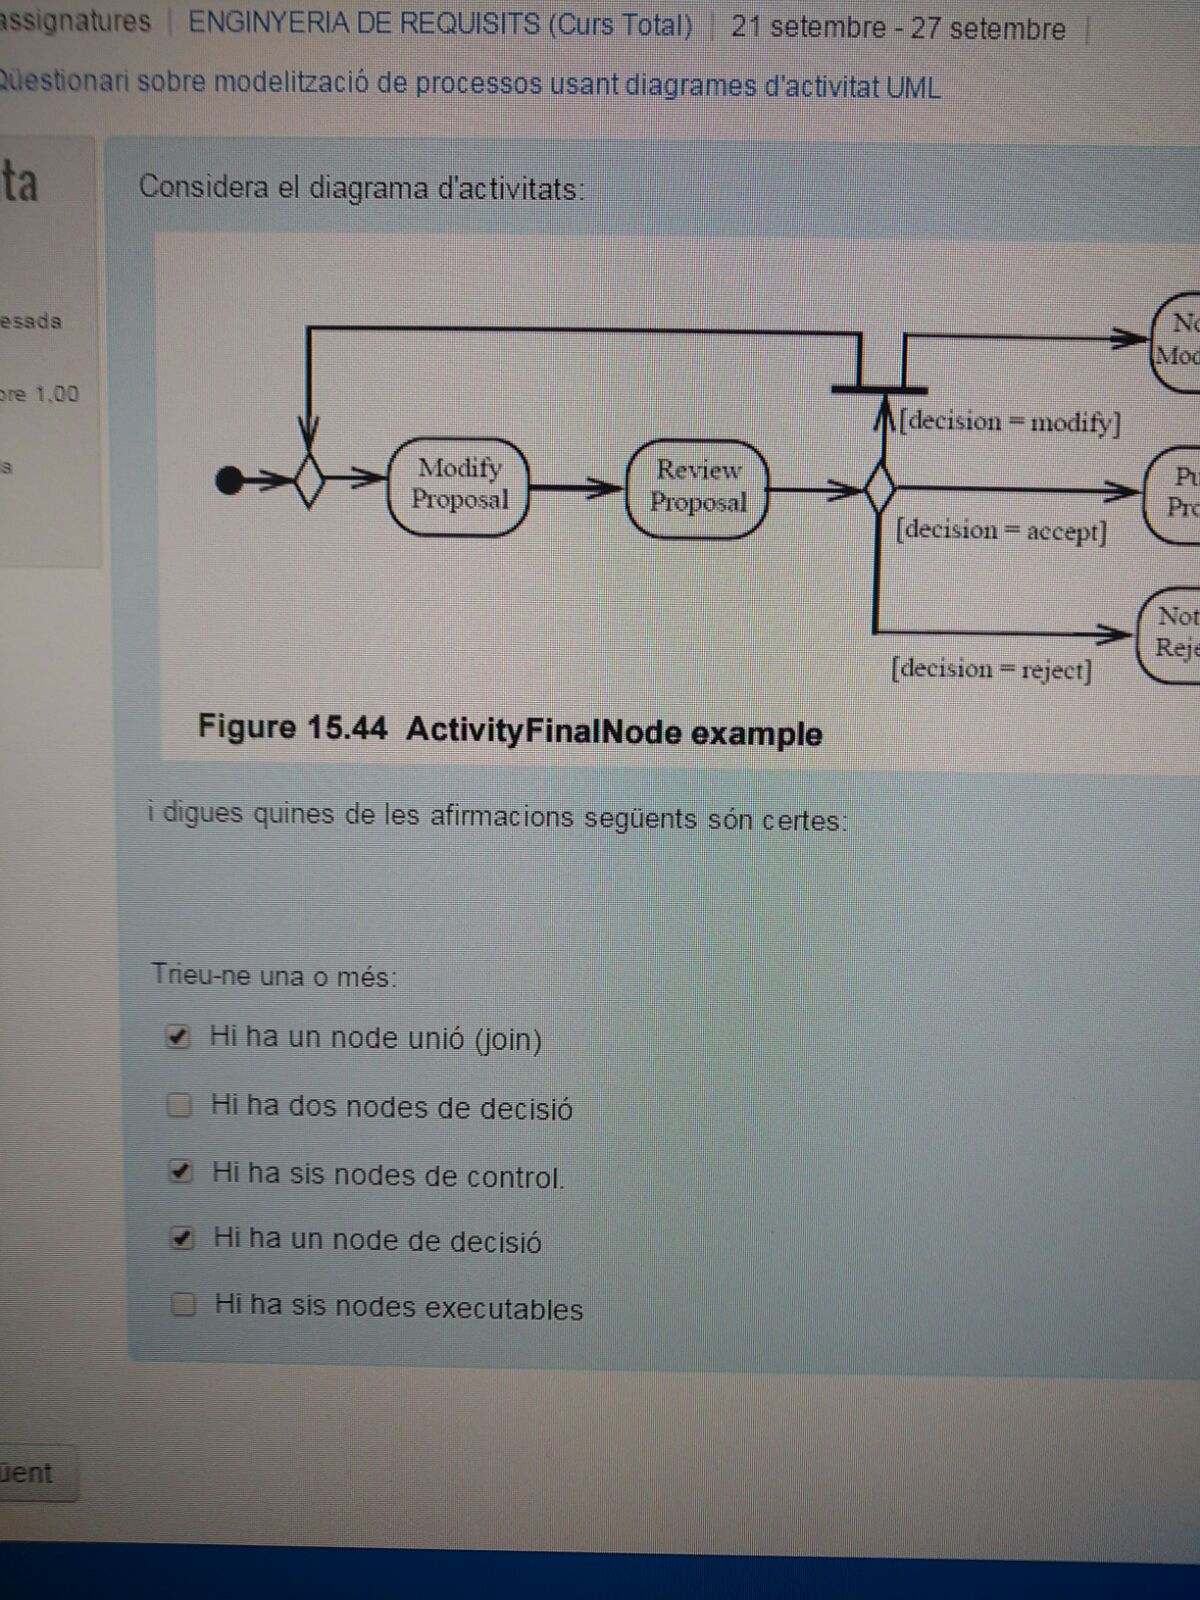 assignatures | ENGINYERIA DE REQUISITS (Curs Total) | 21 setembre - 27 setembre |
Qüestionari sobre modelització de processos usant diagrames d'activitat UML
ta
esada
bre 1,00
Considera el diagrama d'activitats:
No
Mod
[decision = modify]
Modify
Proposal
Review
Proposal
Pu
Pro
[decision = accept]
Not
Reje
[decision = reject]
Figure 15.44 ActivityFinalNode example
i digues quines de les afirmacions següents són certes:
Trieu-ne una o més:
Hi ha un node unió (join)
Hi ha dos nodes de decisió
Hi ha sis nodes de control.
Hi ha un node de decisió
Hi ha sis nodes executables
üent